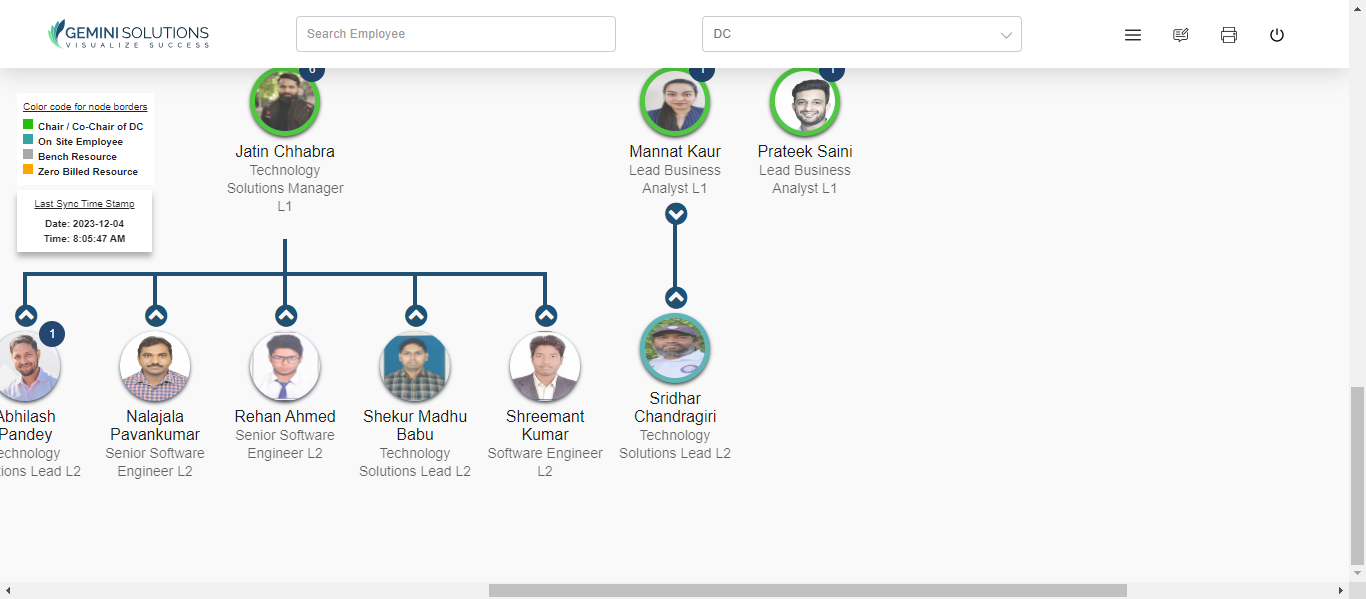 GEMINI SOLUTIONS
VISUALIZE SUCCESS
Search Employee
DC
Color code for node borders
Chair / Co-Chair of DC
On Site Employee
Bench Resource
Zero Billed Resource
Last Sync Time Stamp
Date: 2023-12-04
Time: 8:05:47 AM
6
Jatin Chhabra
Technology
Solutions Manager
L1
1
Mannat Kaur
Lead Business
Analyst L1
1
Prateek Saini
Lead Business
Analyst L1
1
Abhilash
Pandey
echnology
ions Lead L2
Nalajala
Pavankumar
Senior Software
Engineer L2
Rehan Ahmed
Senior Software
Engineer L2
Shekur Madhu
Babu
Technology
Solutions Lead L2
Shreemant
Kumar
Software Engineer
L2
Sridhar
Chandragiri
Technology
Solutions Lead L2